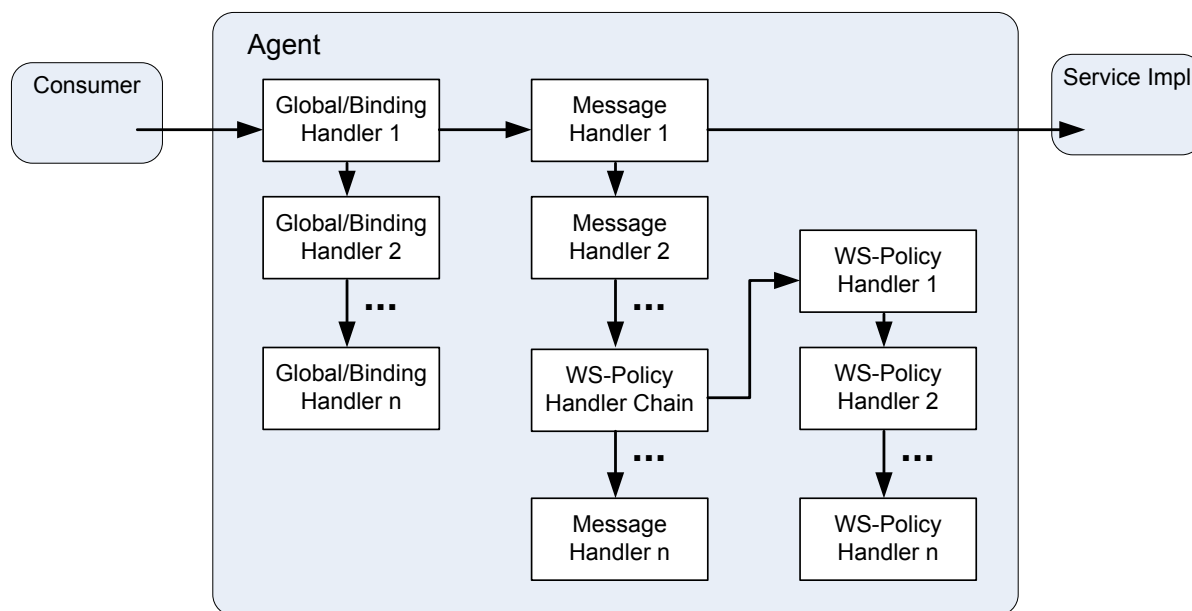 Agent
Consumer
Service Impl
Global/Binding
Handler 1
Message
Handler 1
Global/Binding
Handler 2
Message
Handler 2
WS-Policy
Handler 1
...
...
Global/Binding
Handler n
WS-Policy
Handler Chain
WS-Policy
Handler 2
...
...
Message
Handler n
WS-Policy
Handler n